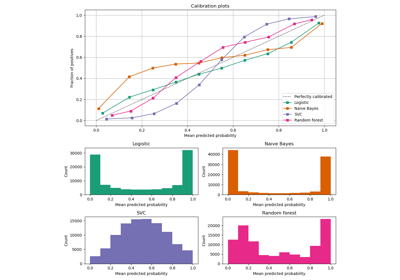 Calibration plots
1.0
0.8
0.6
0.4
0.2
0.0
Fraction of positives
Perfectly calibrated
Logistic
Naive Bayes
SVC
Random forest
0.0 0.2 0.4 0.6 0.8 1.0
Mean predicted probability
Logistic
30000
20000
10000
0
Count
0.0 0.2 0.4 0.6 0.8 1.0
Mean predicted probability
Naive Bayes
40000
30000
20000
10000
0
Count
0.0 0.2 0.4 0.6 0.8 1.0
Mean predicted probability
SVC
15000
10000
5000
0
Count
0.0 0.2 0.4 0.6 0.8 1.0
Mean predicted probability
Random forest
20000
15000
10000
5000
0
Count
0.0 0.2 0.4 0.6 0.8 1.0
Mean predicted probability